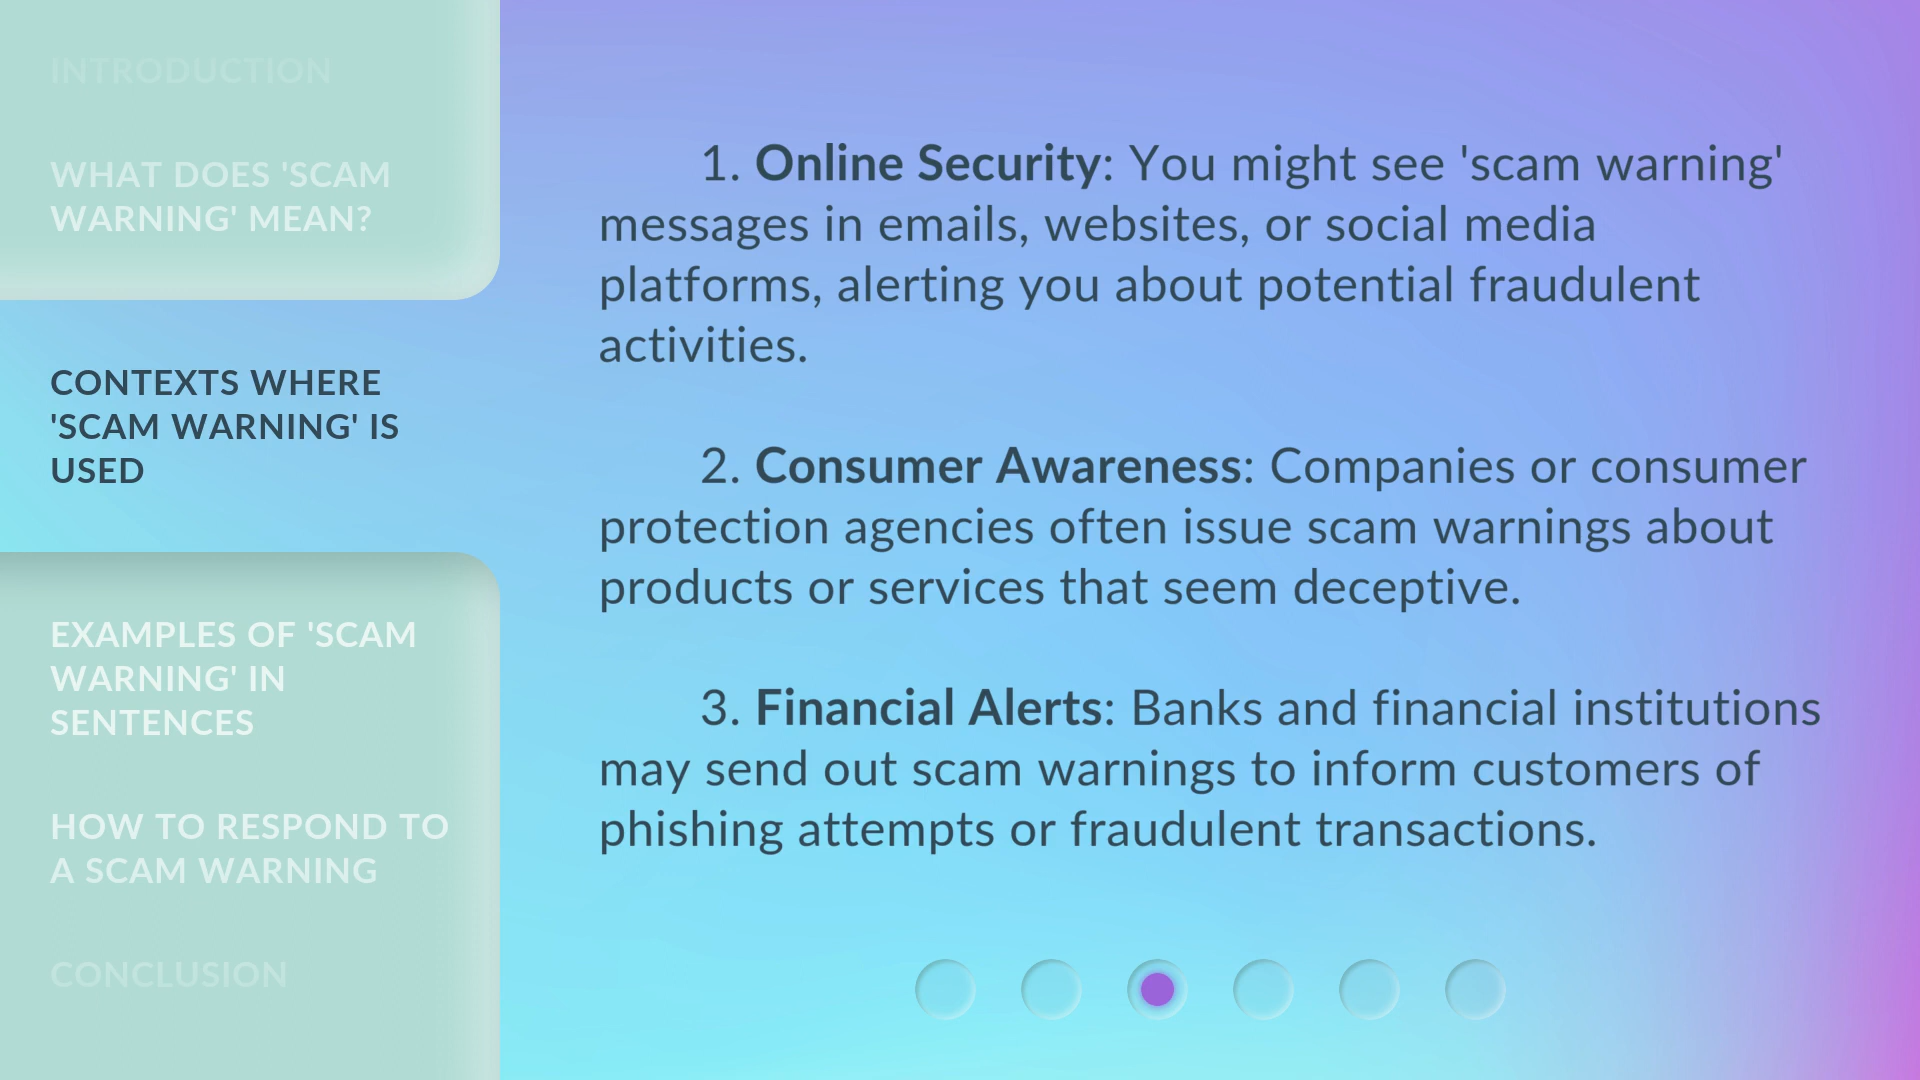 INTRODUCTION
WHAT DOES 'SCAM
WARNING' MEAN?
CONTEXTS WHERE
'SCAM WARNING' IS
USED
EXAMPLES OF 'SCAM
WARNING' IN
SENTENCES
HOW TO RESPOND TO
A SCAM WARNING
CONCLUSION
1. Online Security: You might see 'scam warning'
messages in emails, websites, or social media
platforms, alerting you about potential fraudulent
activities.
2. Consumer Awareness: Companies or consumer
protection agencies often issue scam warnings about
products or services that seem deceptive.
3. Financial Alerts: Banks and financial institutions
may send out scam warnings to inform customers of
phishing attempts or fraudulent transactions.